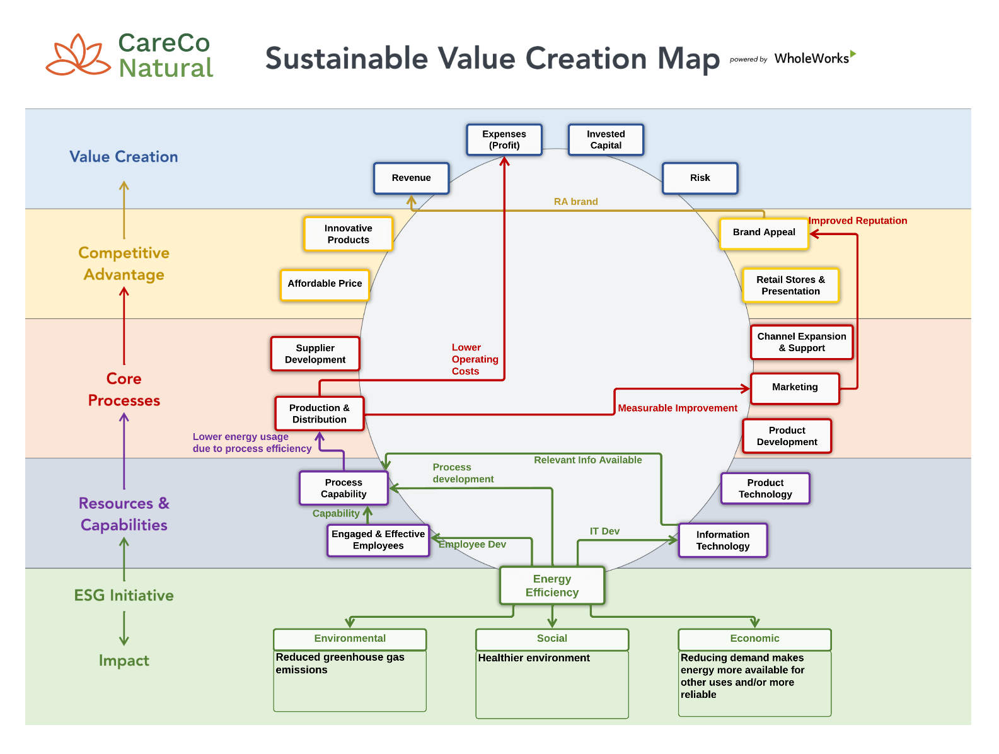 CareCo
Natural
Sustainable Value Creation Map
powered by WholeWorks
Value Creation
Competitive
Advantage
Core
Processes
Resources &
Capabilities
ESG Initiative
Impact
Expenses
(Profit)
Invested
Capital
Revenue
Risk
RA brand
Innovative
Products
Brand Appeal
Improved Reputation
Affordable Price
Retail Stores &
Presentation
Supplier
Development
Lower
Operating
Costs
Channel Expansion
& Support
Production &
Distribution
Measurable Improvement
Marketing
Lower energy usage
due to process efficiency
Product
Development
Process
Capability
Process
development
Relevant Info Available
Product
Technology
Capability
Engaged & Effective
Employees
Employee Dev
IT Dev
Information
Technology
Energy
Efficiency
Environmental
Reduced greenhouse gas
emissions
Social
Healthier environment
Economic
Reducing demand makes
energy more available for
other uses and/or more
reliable